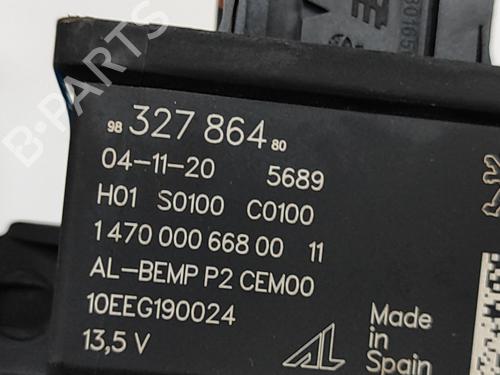 98 327 864 80
04-11-20 5689
H01 S0100 C0100
1 470 000 668 00 11
AL-BEMP P2 CEM00
10EEG190024
13,5 V
AL
Made
in
Spain
B-PARTS